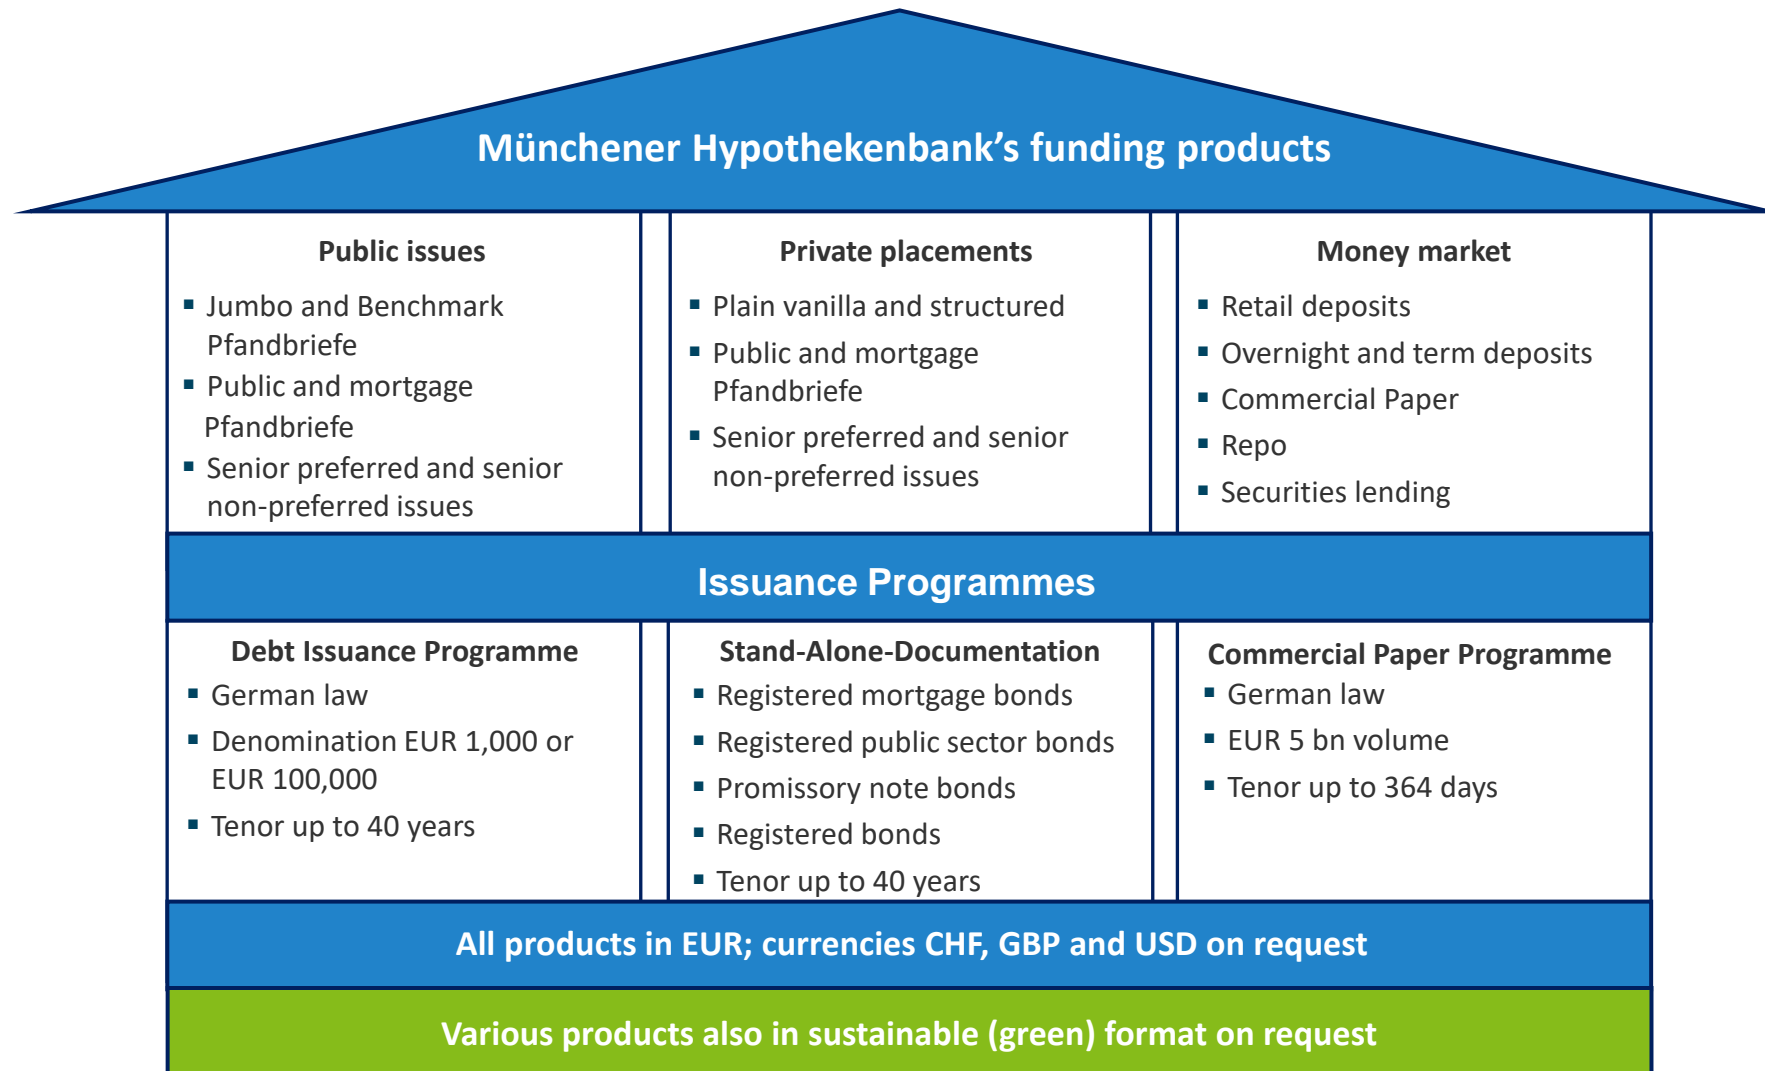 Münchener Hypothekenbank’s funding products
Public issues
▪ Jumbo and Benchmark
Pfandbriefe
▪ Public and mortgage
Pfandbriefe
▪ Senior preferred and senior
non-preferred issues
Private placements
▪ Plain vanilla and structured
▪ Public and mortgage
Pfandbriefe
▪ Senior preferred and senior
non-preferred issues
Money market
▪ Retail deposits
▪ Overnight and term deposits
▪ Commercial Paper
▪ Repo
▪ Securities lending
Issuance Programmes
Debt Issuance Programme
▪ German law
▪ Denomination EUR 1,000 or
EUR 100,000
▪ Tenor up to 40 years
Stand-Alone-Documentation
▪ Registered mortgage bonds
▪ Registered public sector bonds
▪ Promissory note bonds
▪ Registered bonds
▪ Tenor up to 40 years
Commercial Paper Programme
▪ German law
▪ EUR 5 bn volume
▪ Tenor up to 364 days
All products in EUR; currencies CHF, GBP and USD on request
Various products also in sustainable (green) format on request